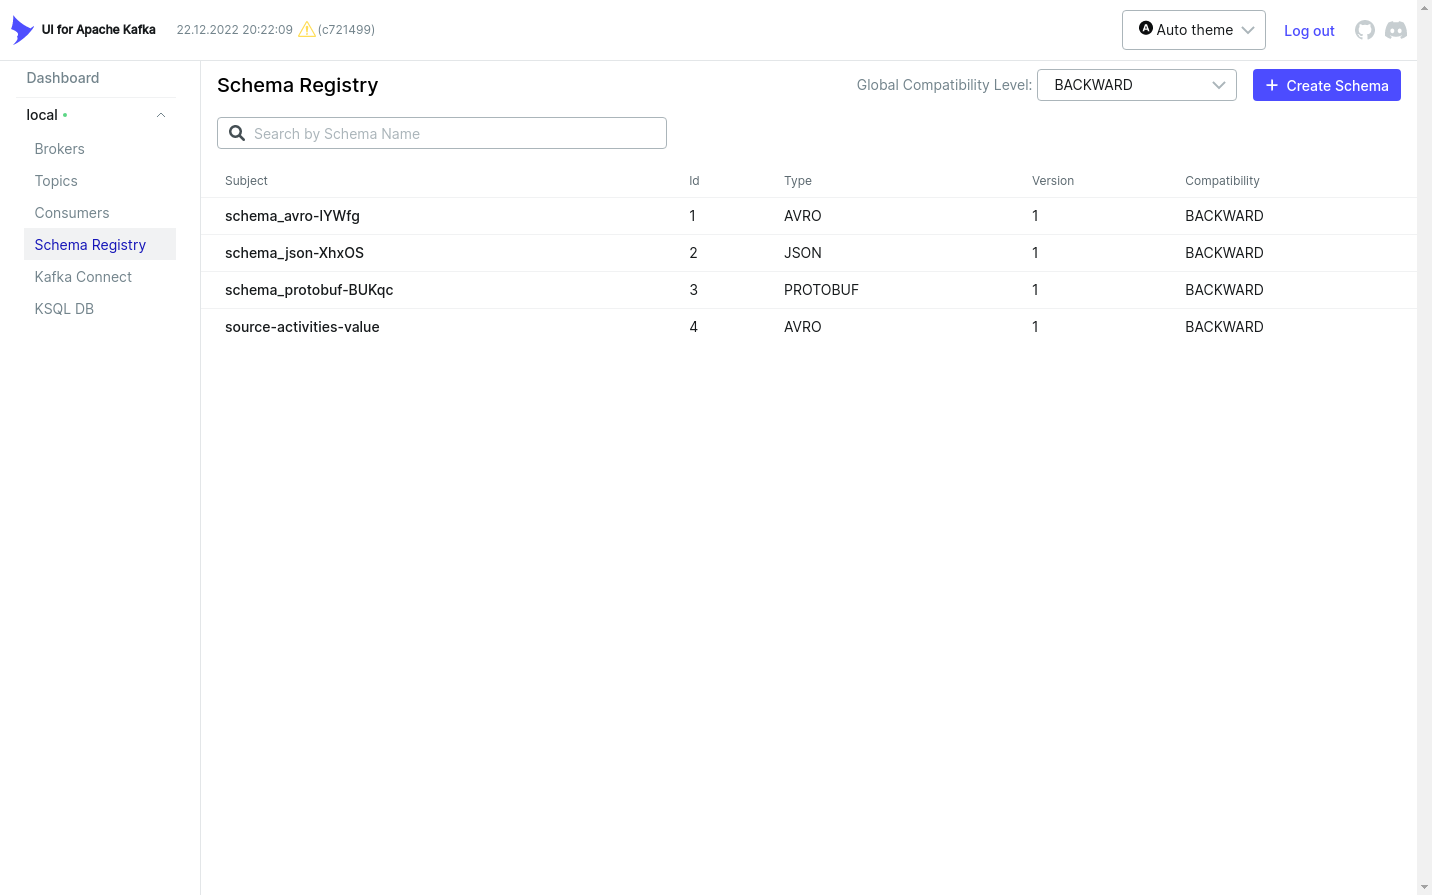 UI for Apache Kafka 22.12.2022 20:22:09 (c721499) Auto theme Log out
Dashboard
local
Brokers
Topics
Consumers
Schema Registry
Kafka Connect
KSQL DB
Schema Registry Global Compatibility Level: BACKWARD Create Schema
Search by Schema Name
Subject Id Type Version Compatibility
schema_avro-IYWfg 1 AVRO 1 BACKWARD
schema_json-XhxOS 2 JSON 1 BACKWARD
schema_protobuf-BUKqc 3 PROTOBUF 1 BACKWARD
source-activities-value 4 AVRO 1 BACKWARD